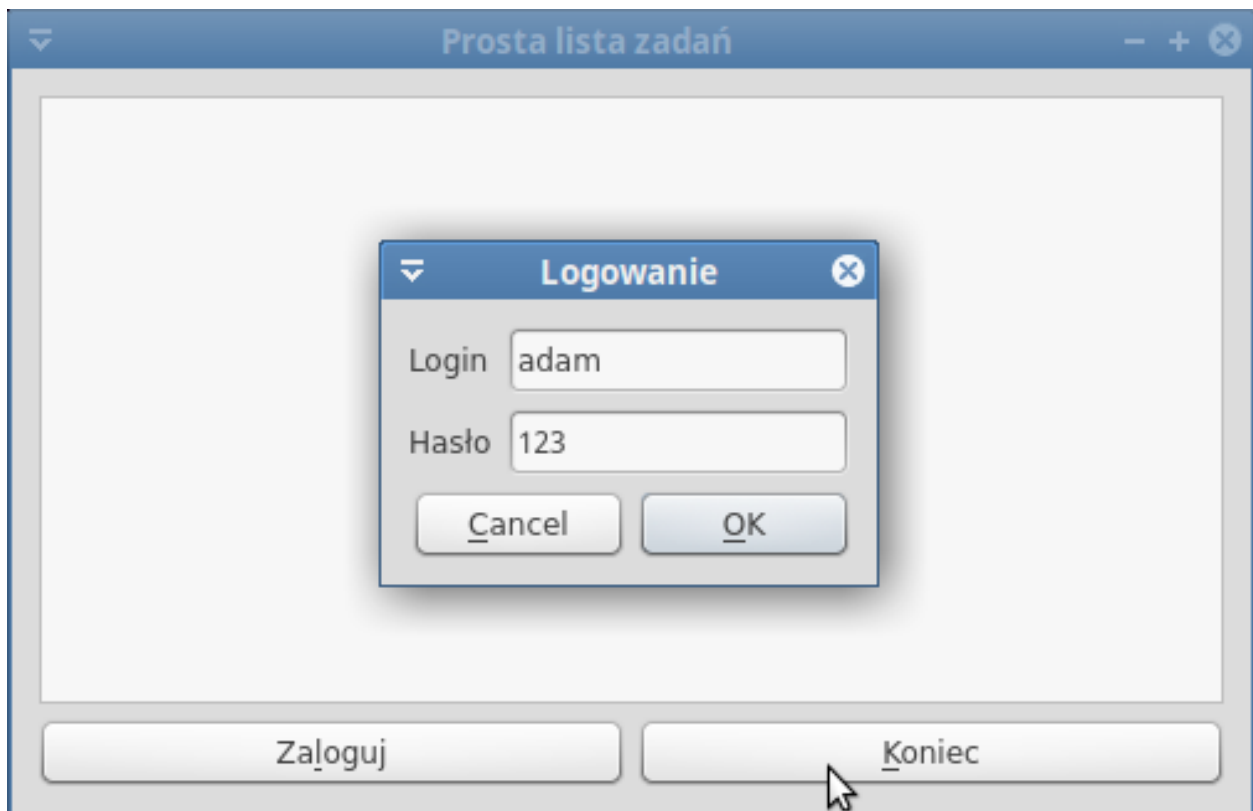 Prosta lista zadań
Logowanie
Login adam
Hasło 123
Cancel OK
Zaloguj Koniec